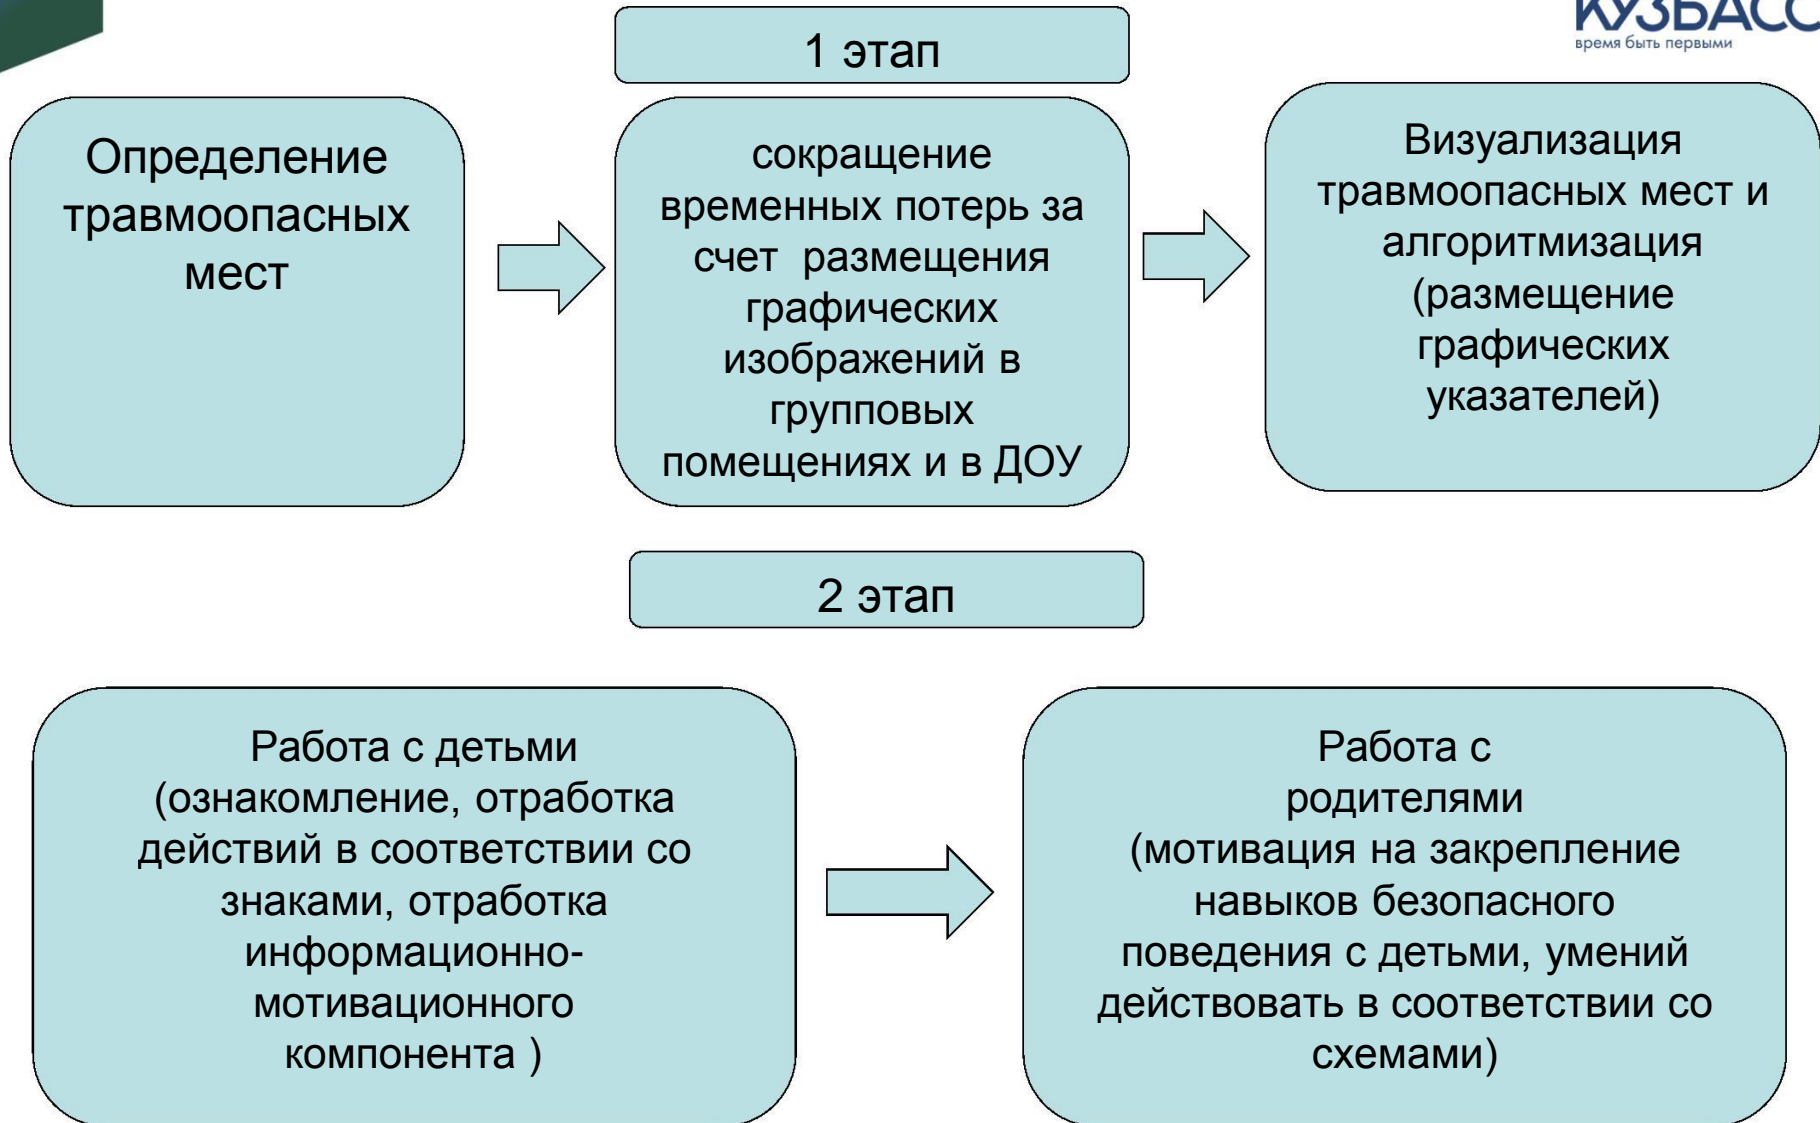 КУЗБАСС
время быть первыми
1 этап
Определение
травмоопасных
мест
сокращение
временных потерь за
счет размещения
графических
изображений в
групповых
помещениях и в ДОУ
Визуализация
травмоопасных мест и
алгоритмизация
(размещение
графических
указателей)
2 этап
Работа с детьми
(ознакомление, отработка
действий в соответствии со
знаками, отработка
информационно-
мотивационного
компонента )
Работа с
родителями
(мотивация на закрепление
навыков безопасного
поведения с детьми, умений
действовать в соответствии со
схемами)